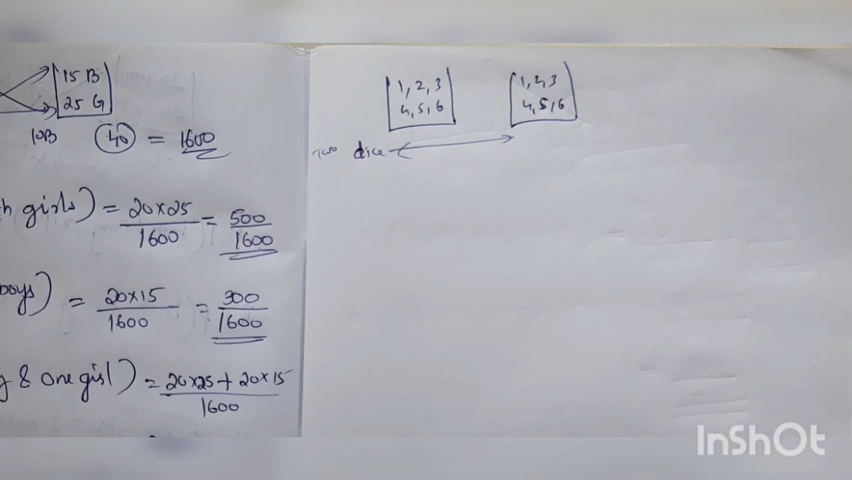 15 B
25 G
10B 40 = 1600
h girls) = 20×25/1600 = 500/1600
boys) = 20×15/1600 = 300/1600
y & one girl) = 20×25 + 20×15/1600
1, 2, 3
4, 5, 6
1, 2, 3
4, 5, 6
Two dice
InShOt